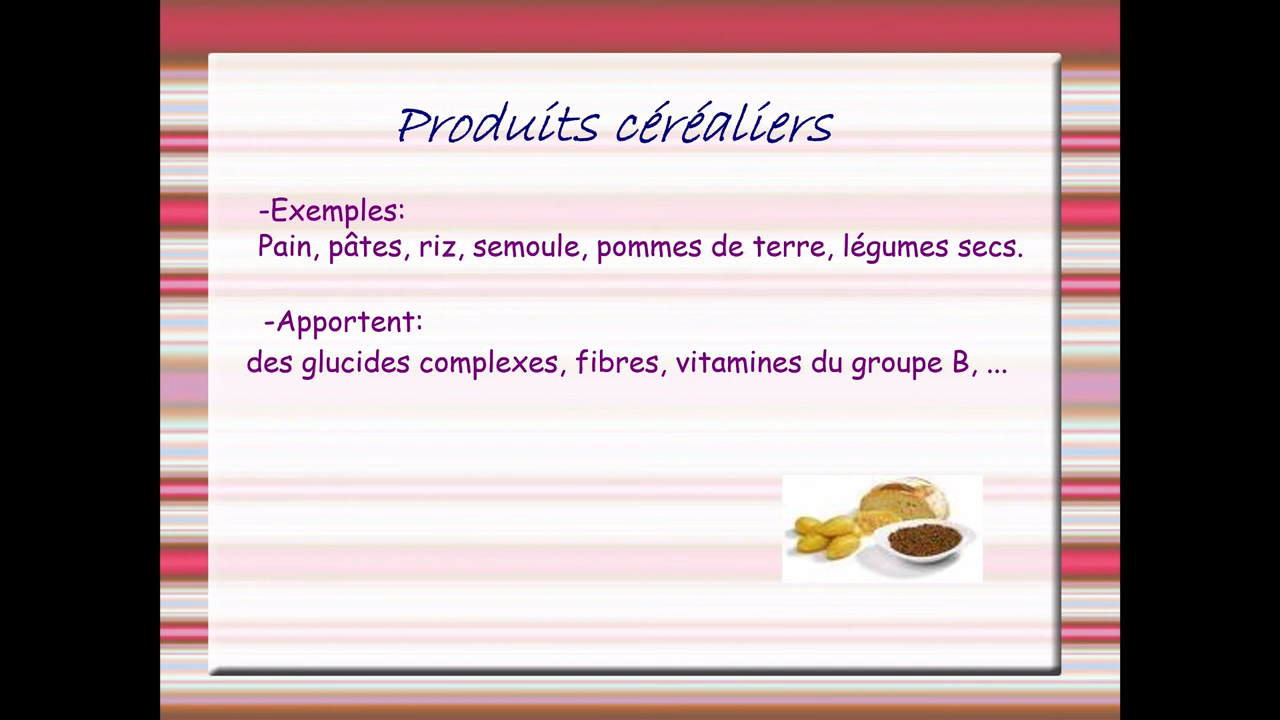 Produits céréaliers
-Exemples:
Pain, pâtes, riz, semoule, pommes de terre, légumes secs.
-Apportent:
des glucides complexes, fibres, vitamines du groupe B, ...